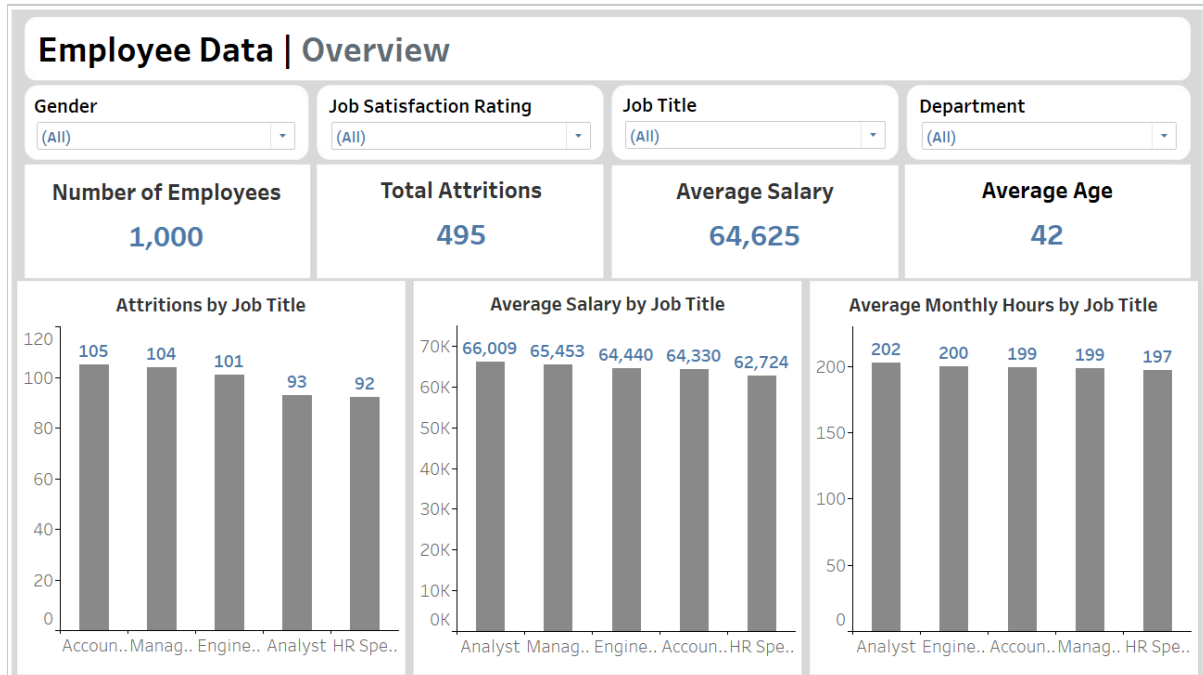 Employee Data | Overview
Gender
(All)
Job Satisfaction Rating
(All)
Job Title
(All)
Department
(All)
Number of Employees
1,000
Total Attritions
495
Average Salary
64,625
Average Age
42
Attritions by Job Title
120
100
80
60
40
20
0
105 104 101 93 92
Accoun.. Manag.. Engine.. Analyst HR Spe..
Average Salary by Job Title
70K
60K
50K
40K
30K
20K
10K
0K
66,009 65,453 64,440 64,330 62,724
Analyst Manag.. Engine.. Accoun.. HR Spe..
Average Monthly Hours by Job Title
200
150
100
50
0
202 200 199 199 197
Analyst Engine.. Accoun.. Manag.. HR Spe..